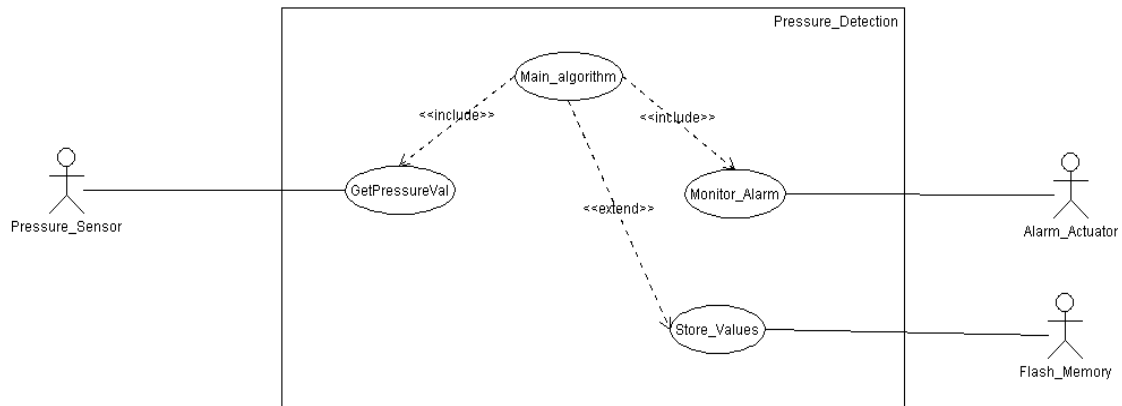 Pressure_Detection
Main_algorithm
<<include>>
<<include>>
GetPressureVal
Monitor_Alarm
<<extend>>
Pressure_Sensor
Alarm_Actuator
Store_Values
Flash_Memory